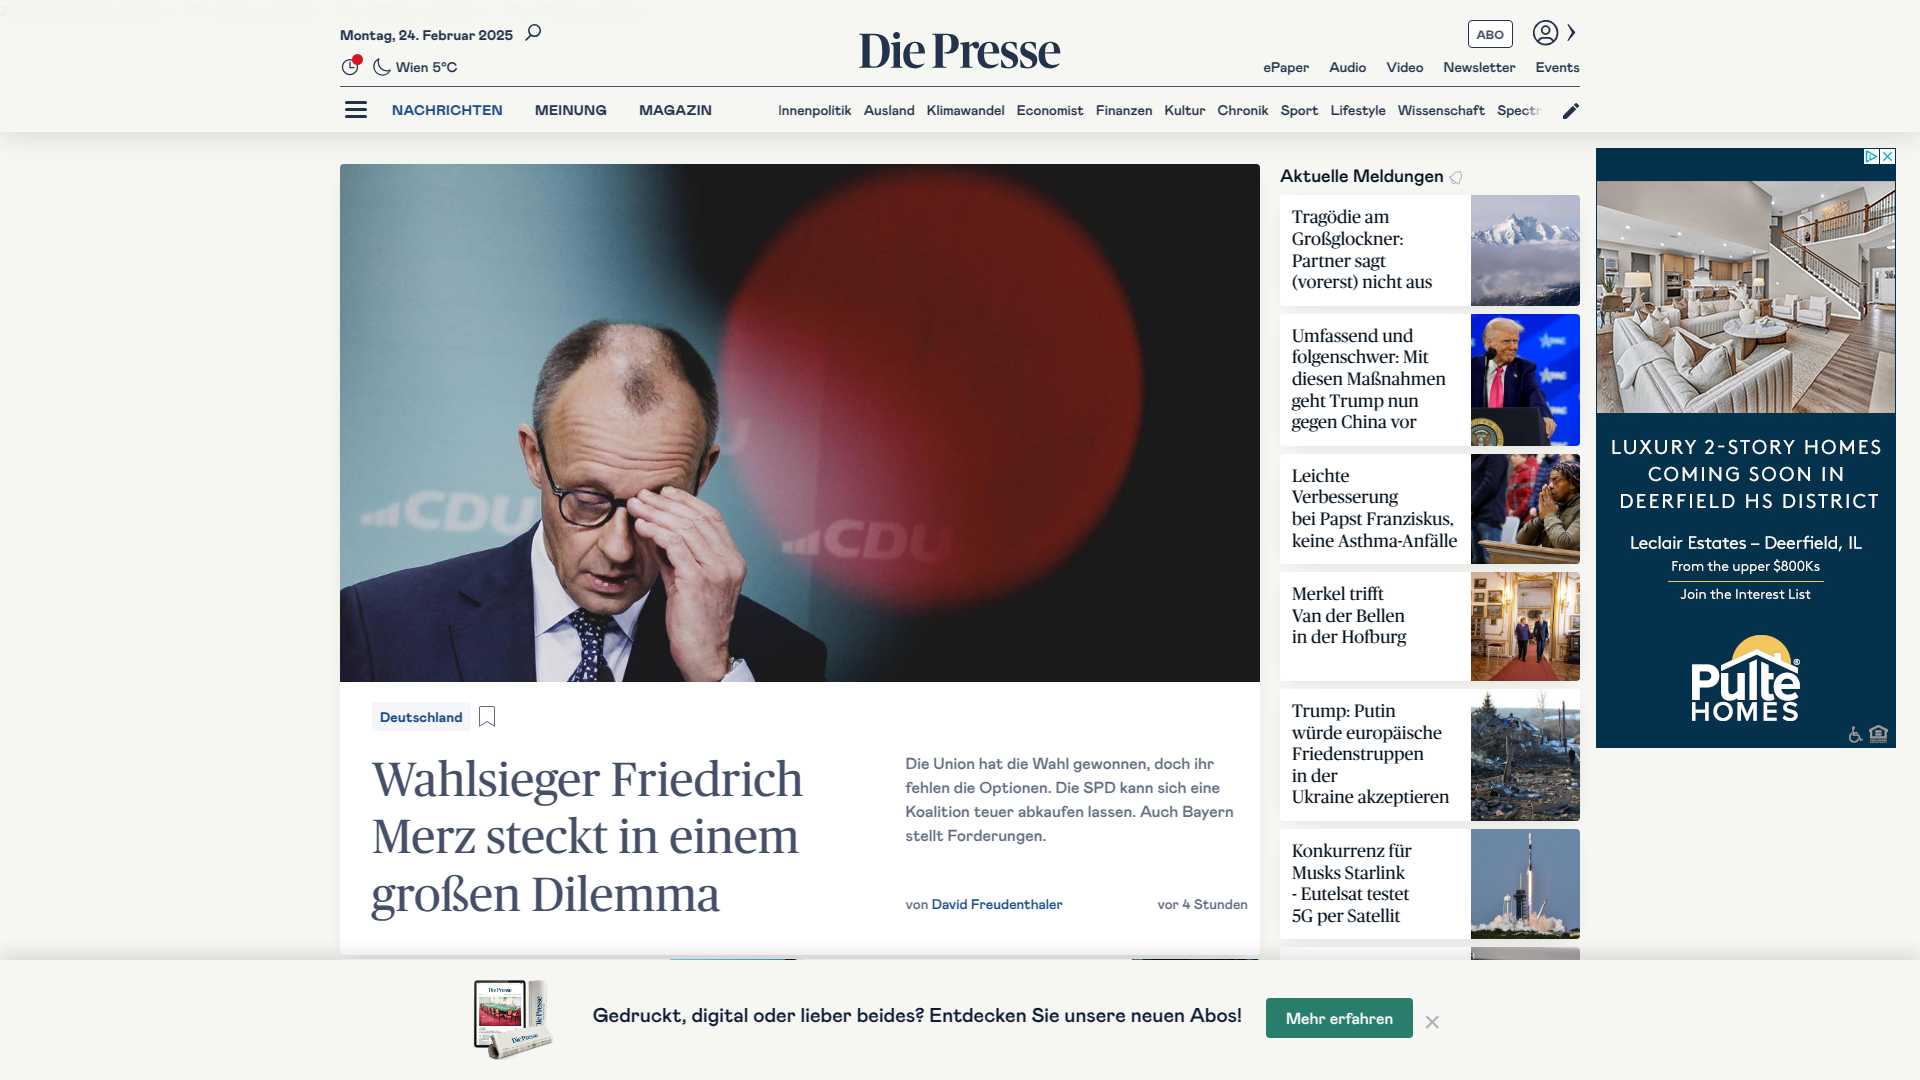 Montag, 24. Februar 2025
Die Presse
ABO
Wien 5°C
ePaper Audio Video Newsletter Events
NACHRICHTEN MEINUNG MAGAZIN
Innenpolitik Ausland Klimawandel Economist Finanzen Kultur Chronik Sport Lifestyle Wissenschaft Spectr
CDU
CDU
Deutschland
Wahlsieger Friedrich
Merz steckt in einem
großen Dilemma
Die Union hat die Wahl gewonnen, doch ihr
fehlen die Optionen. Die SPD kann sich eine
Koalition teuer abkaufen lassen. Auch Bayern
stellt Forderungen.
von David Freudenthaler
vor 4 Stunden
Aktuelle Meldungen
Tragödie am
Großglockner:
Partner sagt
(vorerst) nicht aus
Umfassend und
folgenschwer: Mit
diesen Maßnahmen
geht Trump nun
gegen China vor
Leichte
Verbesserung
bei Papst Franziskus,
keine Asthma-Anfälle
Merkel trifft
Van der Bellen
in der Hofburg
Trump: Putin
würde europäische
Friedenstruppen
in der
Ukraine akzeptieren
Konkurrenz für
Musks Starlink
- Eutelsat testet
5G per Satellit
LUXURY 2-STORY HOMES
COMING SOON IN
DEERFIELD HS DISTRICT
Leclair Estates – Deerfield, IL
From the upper $800Ks
Join the Interest List
Pulte®
HOMES
Die Presse
Die Presse
Die Presse
Gedruckt, digital oder lieber beides? Entdecken Sie unsere neuen Abos!
Mehr erfahren